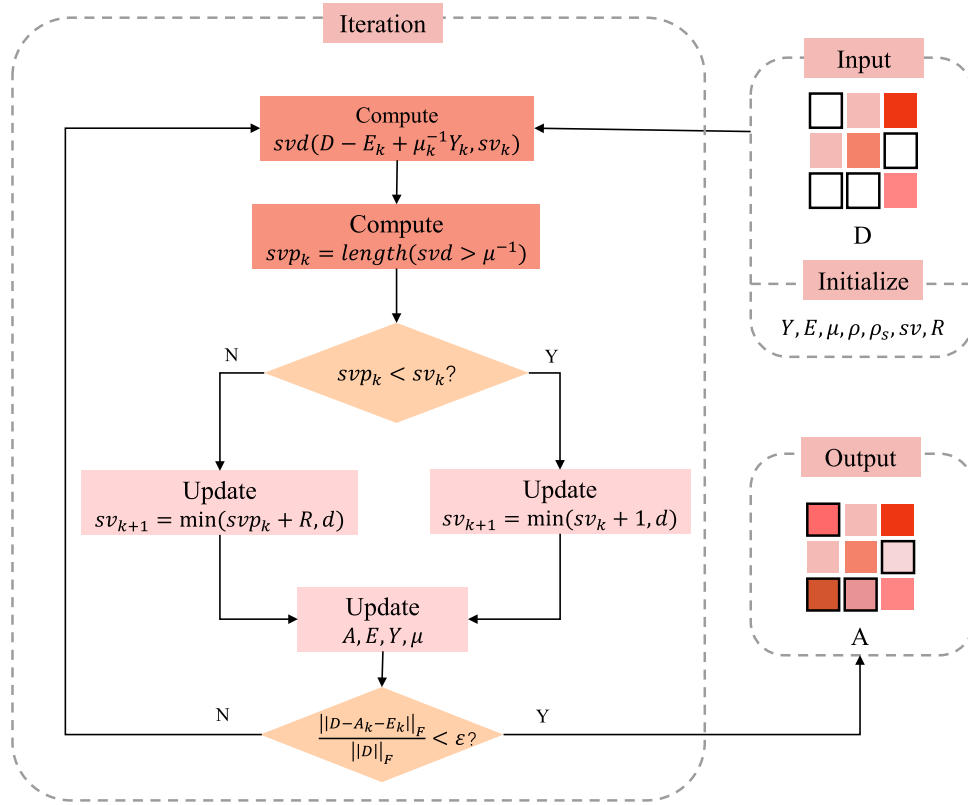 Iteration
Compute
svd(D − E_k + μ_k^{-1}Y_k, sv_k)
Compute
svp_k = length(svd > μ^{-1})
N
Y
svp_k < sv_k?
Update
sv_{k+1} = min(svp_k + R, d)
Update
sv_{k+1} = min(sv_k + 1, d)
Update
A, E, Y, μ
N
Y
||D−A_k−E_k||_F / ||D||_F < ε?
Input
D
Initialize
Y, E, μ, ρ, ρ_s, sv, R
Output
A